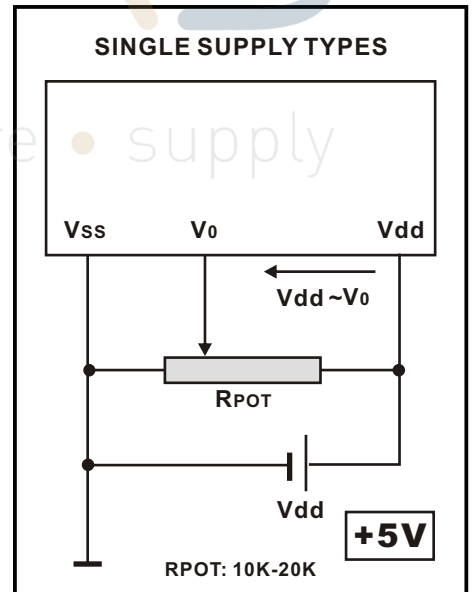 SINGLE SUPPLY TYPES
e • supply
Vss V0 Vdd
Vdd ~V0
RPOT
Vdd
+5V
RPOT: 10K-20K